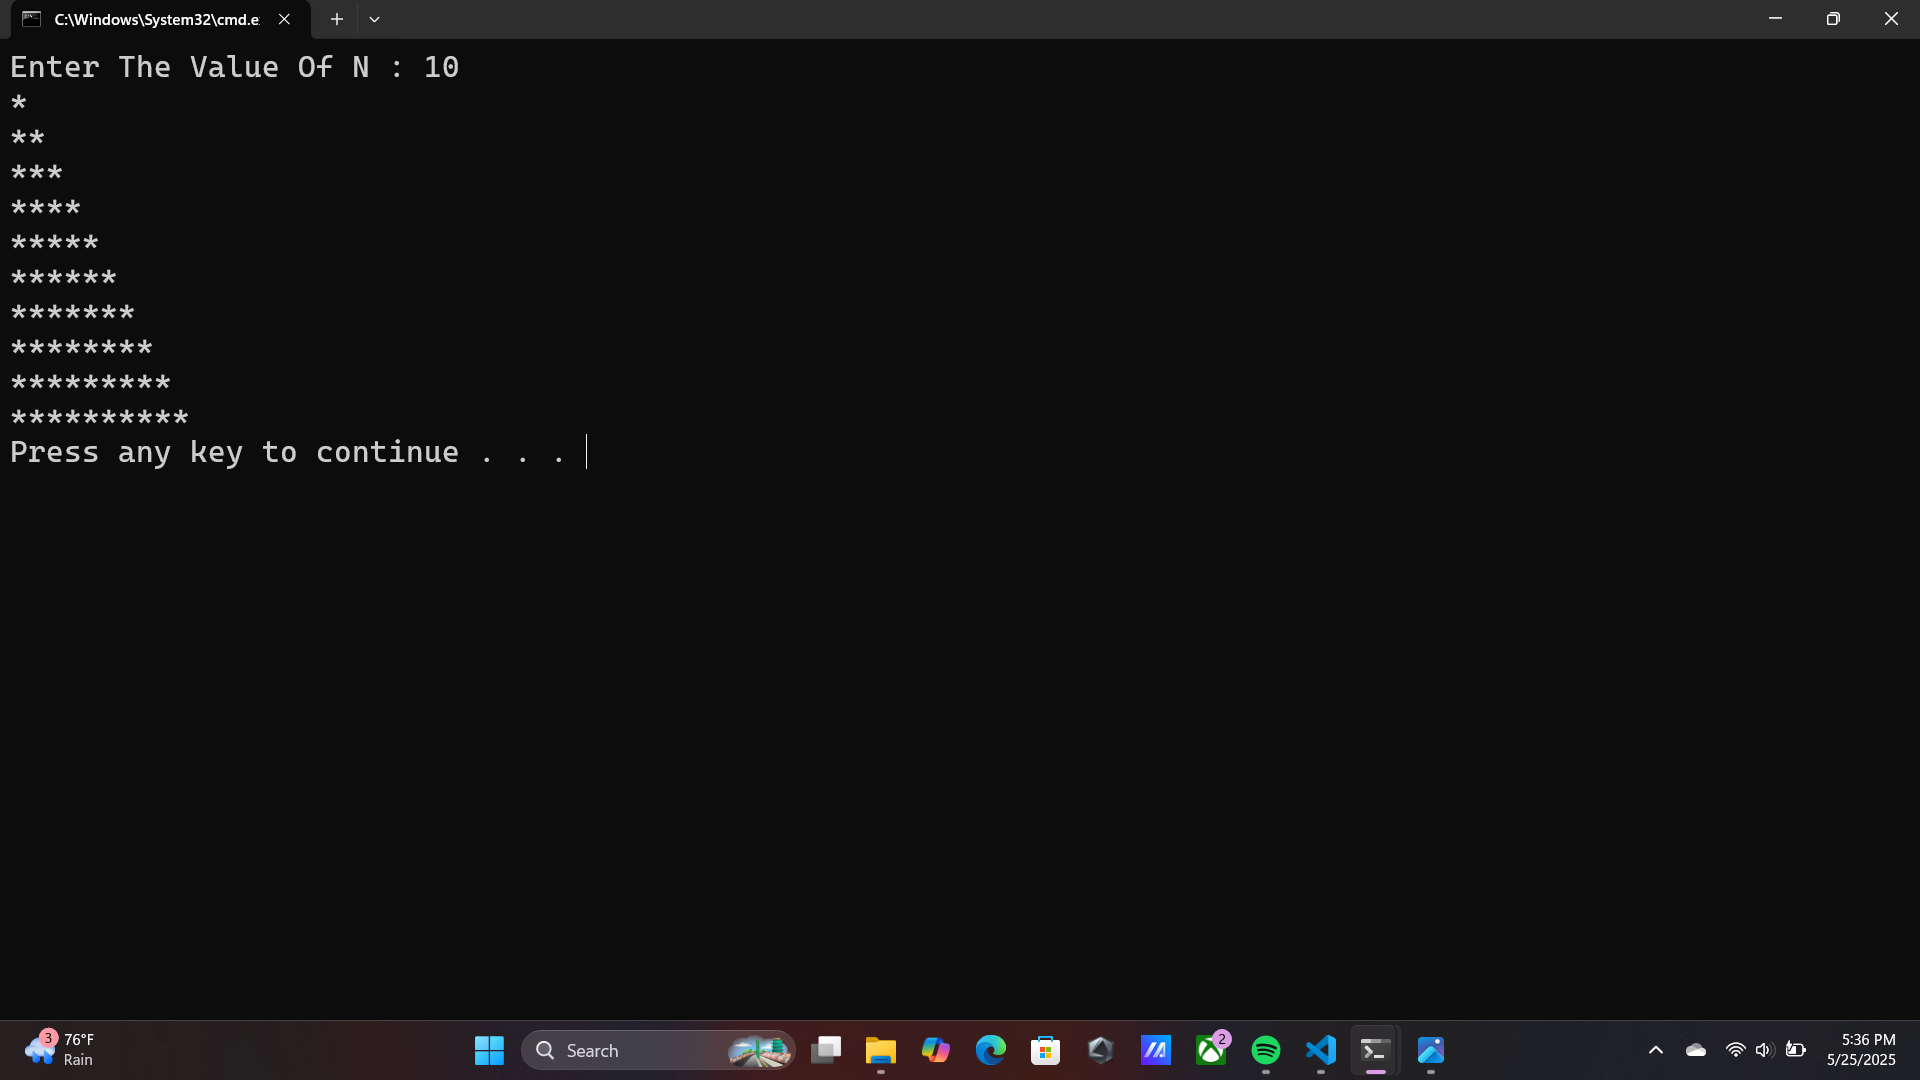 C:\Windows\System32\cmd.e
Enter The Value Of N : 10
*
**
***
****
*****
******
*******
********
*********
**********
Press any key to continue . . .
3
76°F
Rain
Search
2
5:36 PM
5/25/2025